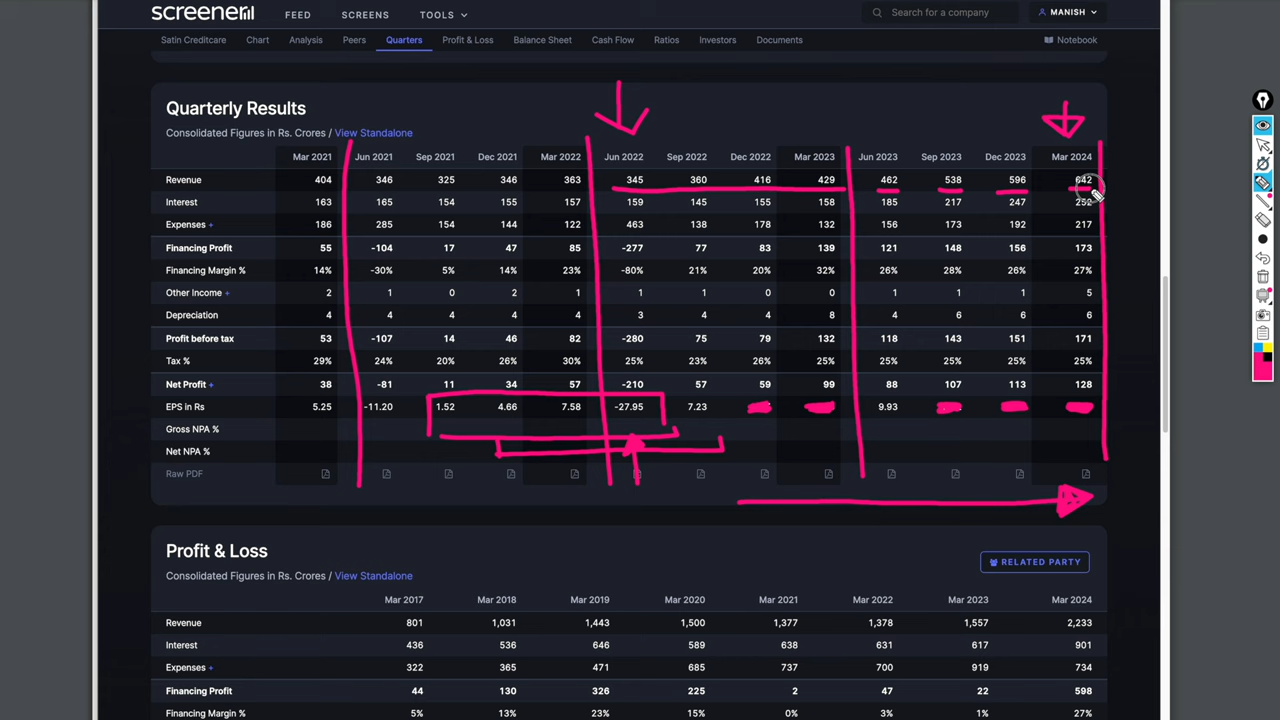 screener
FEED SCREENS TOOLS
Search for a company
MANISH
Satin Creditcare Chart Analysis Peers Quarters Profit & Loss Balance Sheet Cash Flow Ratios Investors Documents Notebook
Quarterly Results
Consolidated Figures in Rs. Crores / View Standalone
Mar 2021 Jun 2021 Sep 2021 Dec 2021 Mar 2022 Jun 2022 Sep 2022 Dec 2022 Mar 2023 Jun 2023 Sep 2023 Dec 2023 Mar 2024
Revenue 404 346 325 346 363 345 360 416 429 462 538 596 642
Interest 163 165 154 155 157 159 145 155 158 185 217 247
Expenses + 186 285 154 144 122 463 138 178 132 156 173 192 217
Financing Profit 55 -104 17 47 85 -277 77 83 139 121 148 156 173
Financing Margin % 14% -30% 5% 14% 23% -80% 21% 20% 32% 26% 28% 26% 27%
Other Income + 2 1 0 2 1 1 1 0 0 1 1 1 5
Depreciation 4 4 4 4 4 3 4 4 8 4 6 6 6
Profit before tax 53 -107 14 46 82 -280 75 79 132 118 143 151 171
Tax % 29% 24% 20% 26% 30% 25% 23% 26% 25% 25% 25% 25% 25%
Net Profit + 38 -81 11 34 57 -210 57 59 99 88 107 113 128
EPS in Rs 5.25 -11.20 1.52 4.66 7.58 -27.95 7.23 9.93
Gross NPA %
Net NPA %
Raw PDF
Profit & Loss
Consolidated Figures in Rs. Crores / View Standalone
RELATED PARTY
Mar 2017 Mar 2018 Mar 2019 Mar 2020 Mar 2021 Mar 2022 Mar 2023 Mar 2024
Revenue 801 1,031 1,443 1,500 1,377 1,378 1,557 2,233
Interest 436 536 646 589 638 631 617 901
Expenses + 322 365 471 685 737 700 919 734
Financing Profit 44 130 326 225 2 47 22 598
Financing Margin % 5% 13% 23% 15% 0% 3% 1% 27%